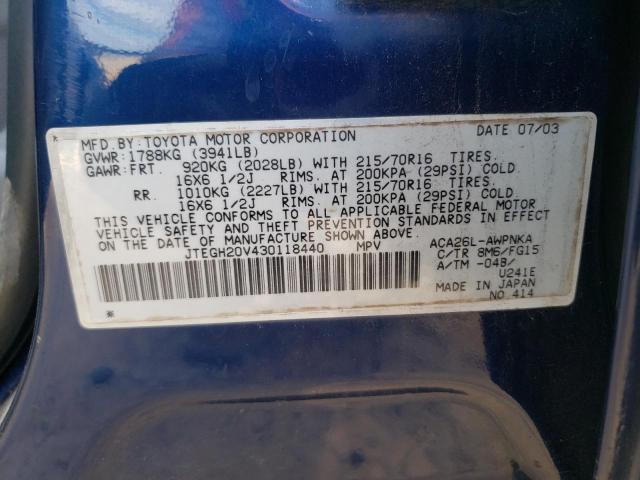 MFD.BY:TOYOTA MOTOR CORPORATION DATE 07/03
GVWR:1788KG (3941LB)
GAWR:FRT. 920KG (2028LB) WITH 215/70R16 TIRES.
16X6 1/2J RIMS. AT 200KPA (29PSI) COLD
RR. 1010KG (2227LB) WITH 215/70R16 TIRES.
16X6 1/2J RIMS. AT 200KPA (29PSI) COLD.
THIS VEHICLE CONFORMS TO ALL APPLICABLE FEDERAL MOTOR
VEHICLE SAFETY AND THEFT PREVENTION STANDARDS IN EFFECT
ON THE DATE OF MANUFACTURE SHOWN ABOVE.
JTEGH20V430118440 MPV ACA26L-AWPNKA
C/TR 8M6/FG15
A/TM -04B/
U241E
MADE IN JAPAN
NO 414